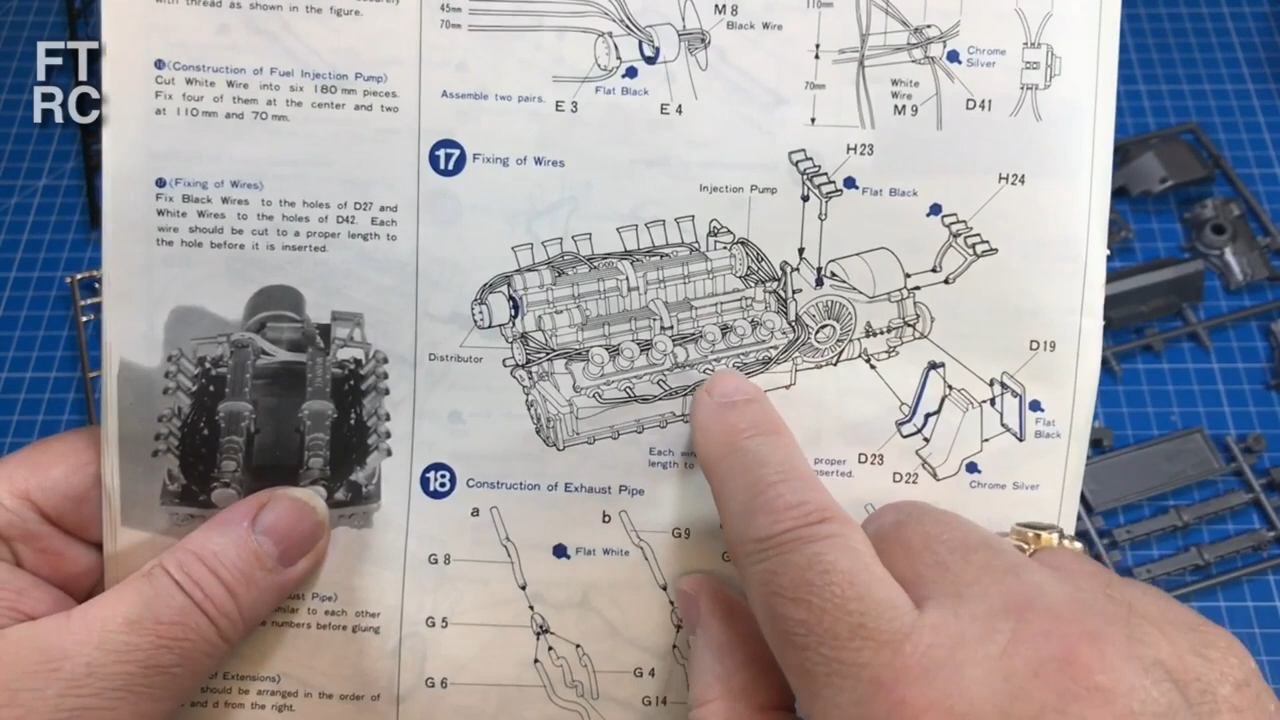 FT
RC
with thread as shown in the figure.
⑯(Construction of Fuel Injection Pump)
Cut White Wire into six 180mm pieces.
Fix four of them at the center and two
at 110mm and 70mm.
⑰(Fixing of Wires)
Fix Black Wires to the holes of D27 and
White Wires to the holes of D42. Each
wire should be cut to a proper length to
the hole before it is inserted.
Pipe)
to each other
numbers before gluing
of Extensions)
should be arranged in the order of
and d from the right.
45mm
70mm
M8
Black Wire
Flat Black
Assemble two pairs.
E3
E4
110mm
70mm
Chrome
Silver
White
Wire
M9
D41
17 Fixing of Wires
H23
Flat Black
H24
Injection Pump
Distributor
D19
Flat
Black
D23
D22
Chrome Silver
Each
length to
proper
18 Construction of Exhaust Pipe
a
b
G9
Flat White
G8
G5
G4
G6
G14